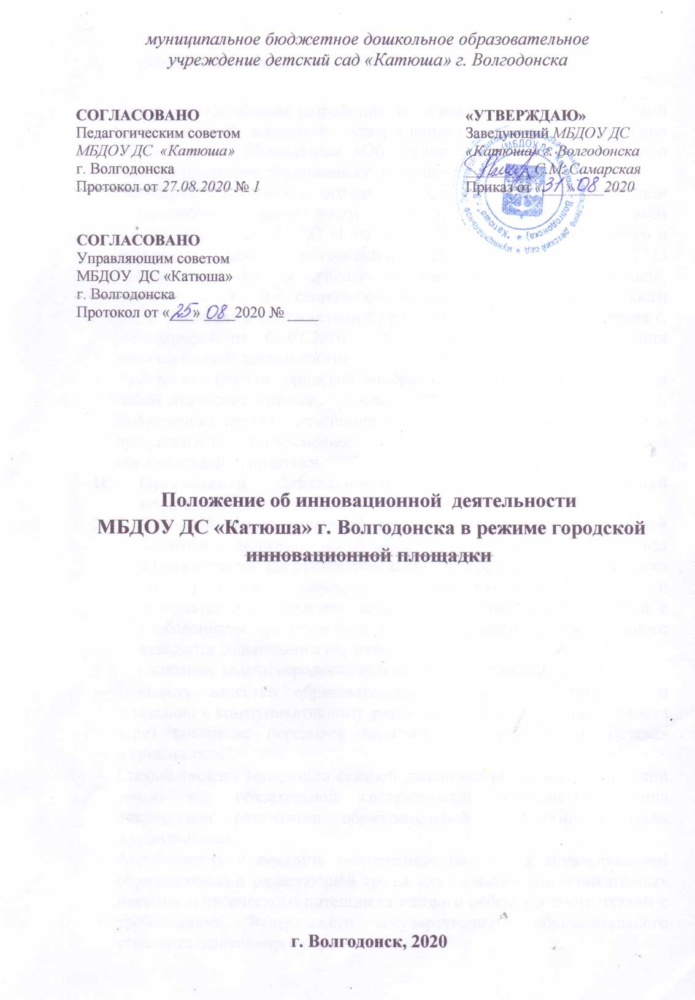 муниципальное бюджетное дошкольное образовательное
учреждение детский сад «Катюша» г. Волгодонска
СОГЛАСОВАНО
Педагогическим советом
МБДОУ ДС «Катюша»
г. Волгодонска
Протокол от 27.08.2020 № 1
«УТВЕРЖДАЮ»
Заведующий МБДОУ ДС
«Катюша» г. Волгодонска
С.М. Самарская
Приказ от «31» 08 2020
СОГЛАСОВАНО
Управляющим советом
МБДОУ ДС «Катюша»
г. Волгодонска
Протокол от «25» 08 2020 № ____
Положение об инновационной деятельности
МБДОУ ДС «Катюша» г. Волгодонска в режиме городской
инновационной площадки
г. Волгодонск, 2020